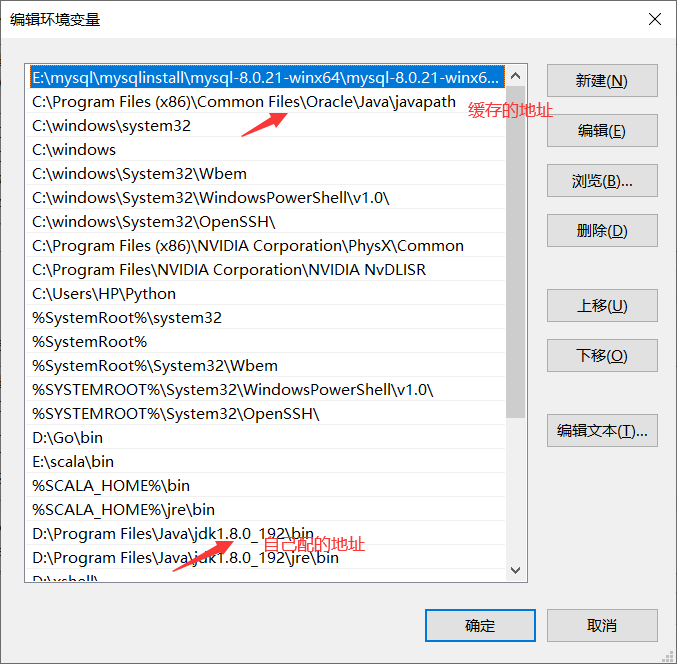 编辑环境变量
E:\mysql\mysqlinstall\mysql-8.0.21-winx64\mysql-8.0.21-winx6...
C:\Program Files (x86)\Common Files\Oracle\Java\javapath
缓存的地址
C:\windows\system32
C:\windows
C:\windows\System32\Wbem
C:\windows\System32\WindowsPowerShell\v1.0\
C:\windows\System32\OpenSSH\
C:\Program Files (x86)\NVIDIA Corporation\PhysX\Common
C:\Program Files\NVIDIA Corporation\NVIDIA NvDLISR
C:\Users\HP\Python
%SystemRoot%\system32
%SystemRoot%
%SystemRoot%\System32\Wbem
%SYSTEMROOT%\System32\WindowsPowerShell\v1.0\
%SYSTEMROOT%\System32\OpenSSH\
D:\Go\bin
E:\scala\bin
%SCALA_HOME%\bin
%SCALA_HOME%\jre\bin
D:\Program Files\Java\jdk1.8.0_192\bin
自己配的地址
D:\Program Files\Java\jdk1.8.0_192\jre\bin
D:\xshell\
新建(N)
编辑(E)
浏览(B)...
删除(D)
上移(U)
下移(O)
编辑文本(T)...
确定
取消